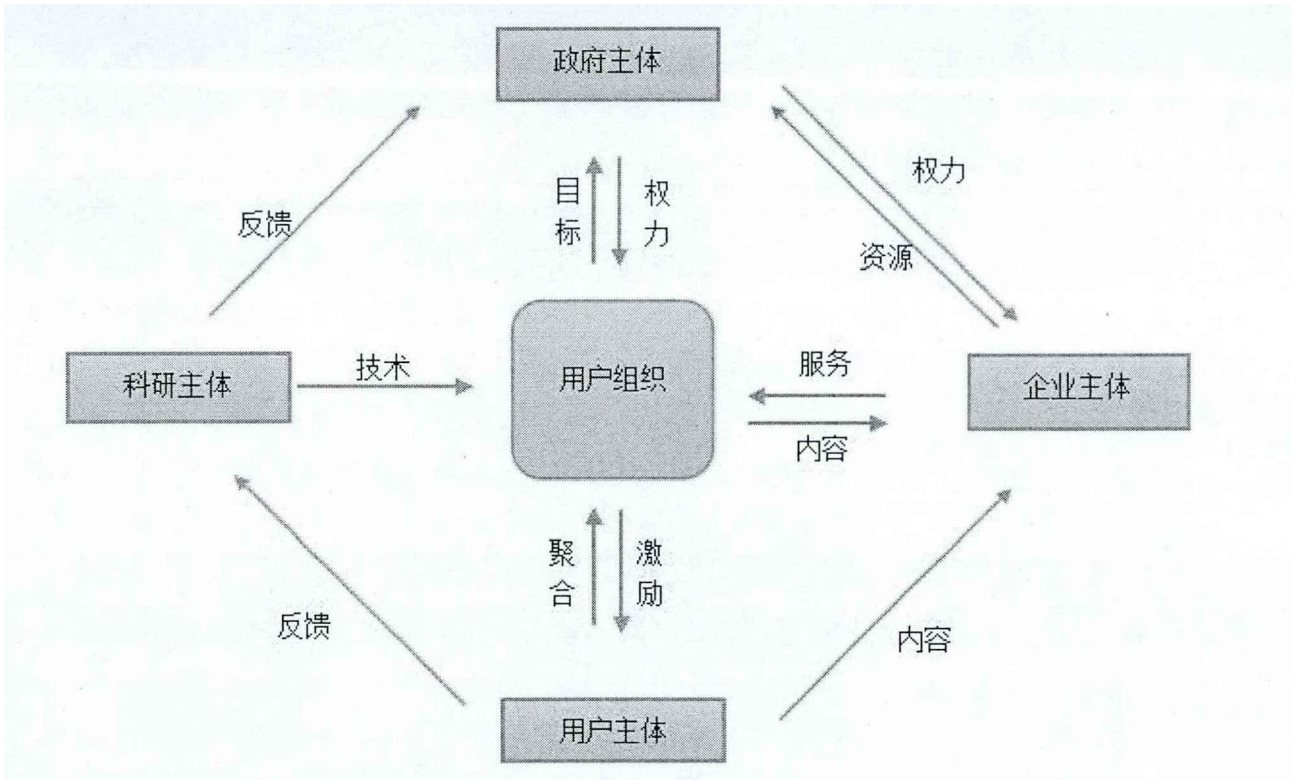 政府主体
权力
目标
权力
反馈
资源
科研主体
技术
用户组织
服务
企业主体
内容
聚合
激励
反馈
内容
用户主体